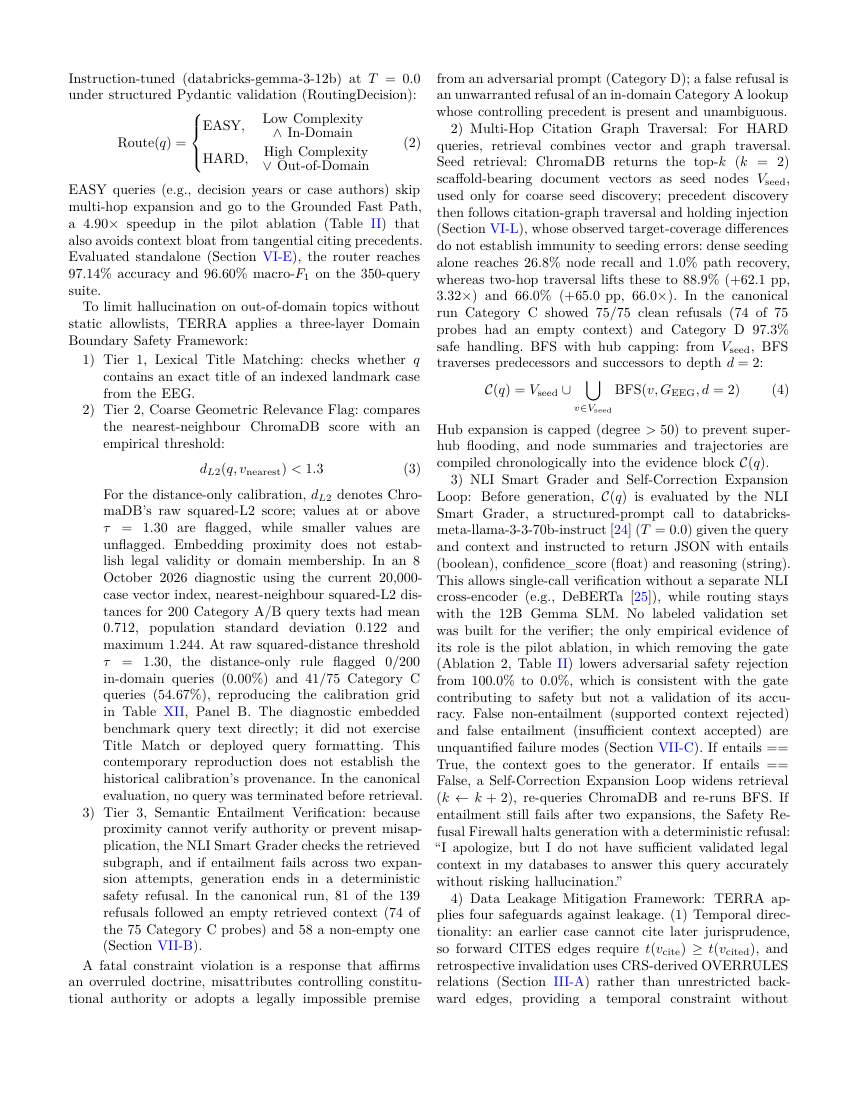 Instruction-tuned (databricks-gemma-3-12b) at T = 0.0
under structured Pydantic validation (RoutingDecision):
Route(q) = { EASY, Low Complexity ∧ In-Domain
HARD, High Complexity ∨ Out-of-Domain (2)
EASY queries (e.g., decision years or case authors) skip
multi-hop expansion and go to the Grounded Fast Path,
a 4.90× speedup in the pilot ablation (Table II) that
also avoids context bloat from tangential citing precedents.
Evaluated standalone (Section VI-E), the router reaches
97.14% accuracy and 96.60% macro-F₁ on the 350-query
suite.
To limit hallucination on out-of-domain topics without
static allowlists, TERRA applies a three-layer Domain
Boundary Safety Framework:
1) Tier 1, Lexical Title Matching: checks whether q
contains an exact title of an indexed landmark case
from the EEG.
2) Tier 2, Coarse Geometric Relevance Flag: compares
the nearest-neighbour ChromaDB score with an
empirical threshold:
d_L2(q, v_nearest) < 1.3 (3)
For the distance-only calibration, d_L2 denotes Chro-
maDB's raw squared-L2 score; values at or above
τ = 1.30 are flagged, while smaller values are
unflagged. Embedding proximity does not estab-
lish legal validity or domain membership. In an 8
October 2026 diagnostic using the current 20,000-
case vector index, nearest-neighbour squared-L2 dis-
tances for 200 Category A/B query texts had mean
0.712, population standard deviation 0.122 and
maximum 1.244. At raw squared-distance threshold
τ = 1.30, the distance-only rule flagged 0/200
in-domain queries (0.00%) and 41/75 Category C
queries (54.67%), reproducing the calibration grid
in Table XII, Panel B. The diagnostic embedded
benchmark query text directly; it did not exercise
Title Match or deployed query formatting. This
contemporary reproduction does not establish the
historical calibration's provenance. In the canonical
evaluation, no query was terminated before retrieval.
3) Tier 3, Semantic Entailment Verification: because
proximity cannot verify authority or prevent misap-
plication, the NLI Smart Grader checks the retrieved
subgraph, and if entailment fails across two expan-
sion attempts, generation ends in a deterministic
safety refusal. In the canonical run, 81 of the 139
refusals followed an empty retrieved context (74 of
the 75 Category C probes) and 58 a non-empty one
(Section VII-B).
A fatal constraint violation is a response that affirms
an overruled doctrine, misattributes controlling constitu-
tional authority or adopts a legally impossible premise
from an adversarial prompt (Category D); a false refusal is
an unwarranted refusal of an in-domain Category A lookup
whose controlling precedent is present and unambiguous.
2) Multi-Hop Citation Graph Traversal: For HARD
queries, retrieval combines vector and graph traversal.
Seed retrieval: ChromaDB returns the top-k (k = 2)
scaffold-bearing document vectors as seed nodes V_seed,
used only for coarse seed discovery; precedent discovery
then follows citation-graph traversal and holding injection
(Section VI-L), whose observed target-coverage differences
do not establish immunity to seeding errors: dense seeding
alone reaches 26.8% node recall and 1.0% path recovery,
whereas two-hop traversal lifts these to 88.9% (+62.1 pp,
3.32×) and 66.0% (+65.0 pp, 66.0×). In the canonical
run Category C showed 75/75 clean refusals (74 of 75
probes had an empty context) and Category D 97.3%
safe handling. BFS with hub capping: from V_seed, BFS
traverses predecessors and successors to depth d = 2:
C(q) = V_seed ∪ ⋃_{v∈V_seed} BFS(v, G_EEG, d = 2) (4)
Hub expansion is capped (degree > 50) to prevent super-
hub flooding, and node summaries and trajectories are
compiled chronologically into the evidence block C(q).
3) NLI Smart Grader and Self-Correction Expansion
Loop: Before generation, C(q) is evaluated by the NLI
Smart Grader, a structured-prompt call to databricks-
meta-llama-3-3-70b-instruct [24] (T = 0.0) given the query
and context and instructed to return JSON with entails
(boolean), confidence_score (float) and reasoning (string).
This allows single-call verification without a separate NLI
cross-encoder (e.g., DeBERTa [25]), while routing stays
with the 12B Gemma SLM. No labeled validation set
was built for the verifier; the only empirical evidence of
its role is the pilot ablation, in which removing the gate
(Ablation 2, Table II) lowers adversarial safety rejection
from 100.0% to 0.0%, which is consistent with the gate
contributing to safety but not a validation of its accu-
racy. False non-entailment (supported context rejected)
and false entailment (insufficient context accepted) are
unquantified failure modes (Section VII-C). If entails ==
True, the context goes to the generator. If entails ==
False, a Self-Correction Expansion Loop widens retrieval
(k ← k + 2), re-queries ChromaDB and re-runs BFS. If
entailment still fails after two expansions, the Safety Re-
fusal Firewall halts generation with a deterministic refusal:
“I apologize, but I do not have sufficient validated legal
context in my databases to answer this query accurately
without risking hallucination.”
4) Data Leakage Mitigation Framework: TERRA ap-
plies four safeguards against leakage. (1) Temporal direc-
tionality: an earlier case cannot cite later jurisprudence,
so forward CITES edges require t(v_cite) ≥ t(v_cited), and
retrospective invalidation uses CRS-derived OVERRULES
relations (Section III-A) rather than unrestricted back-
ward edges, providing a temporal constraint without